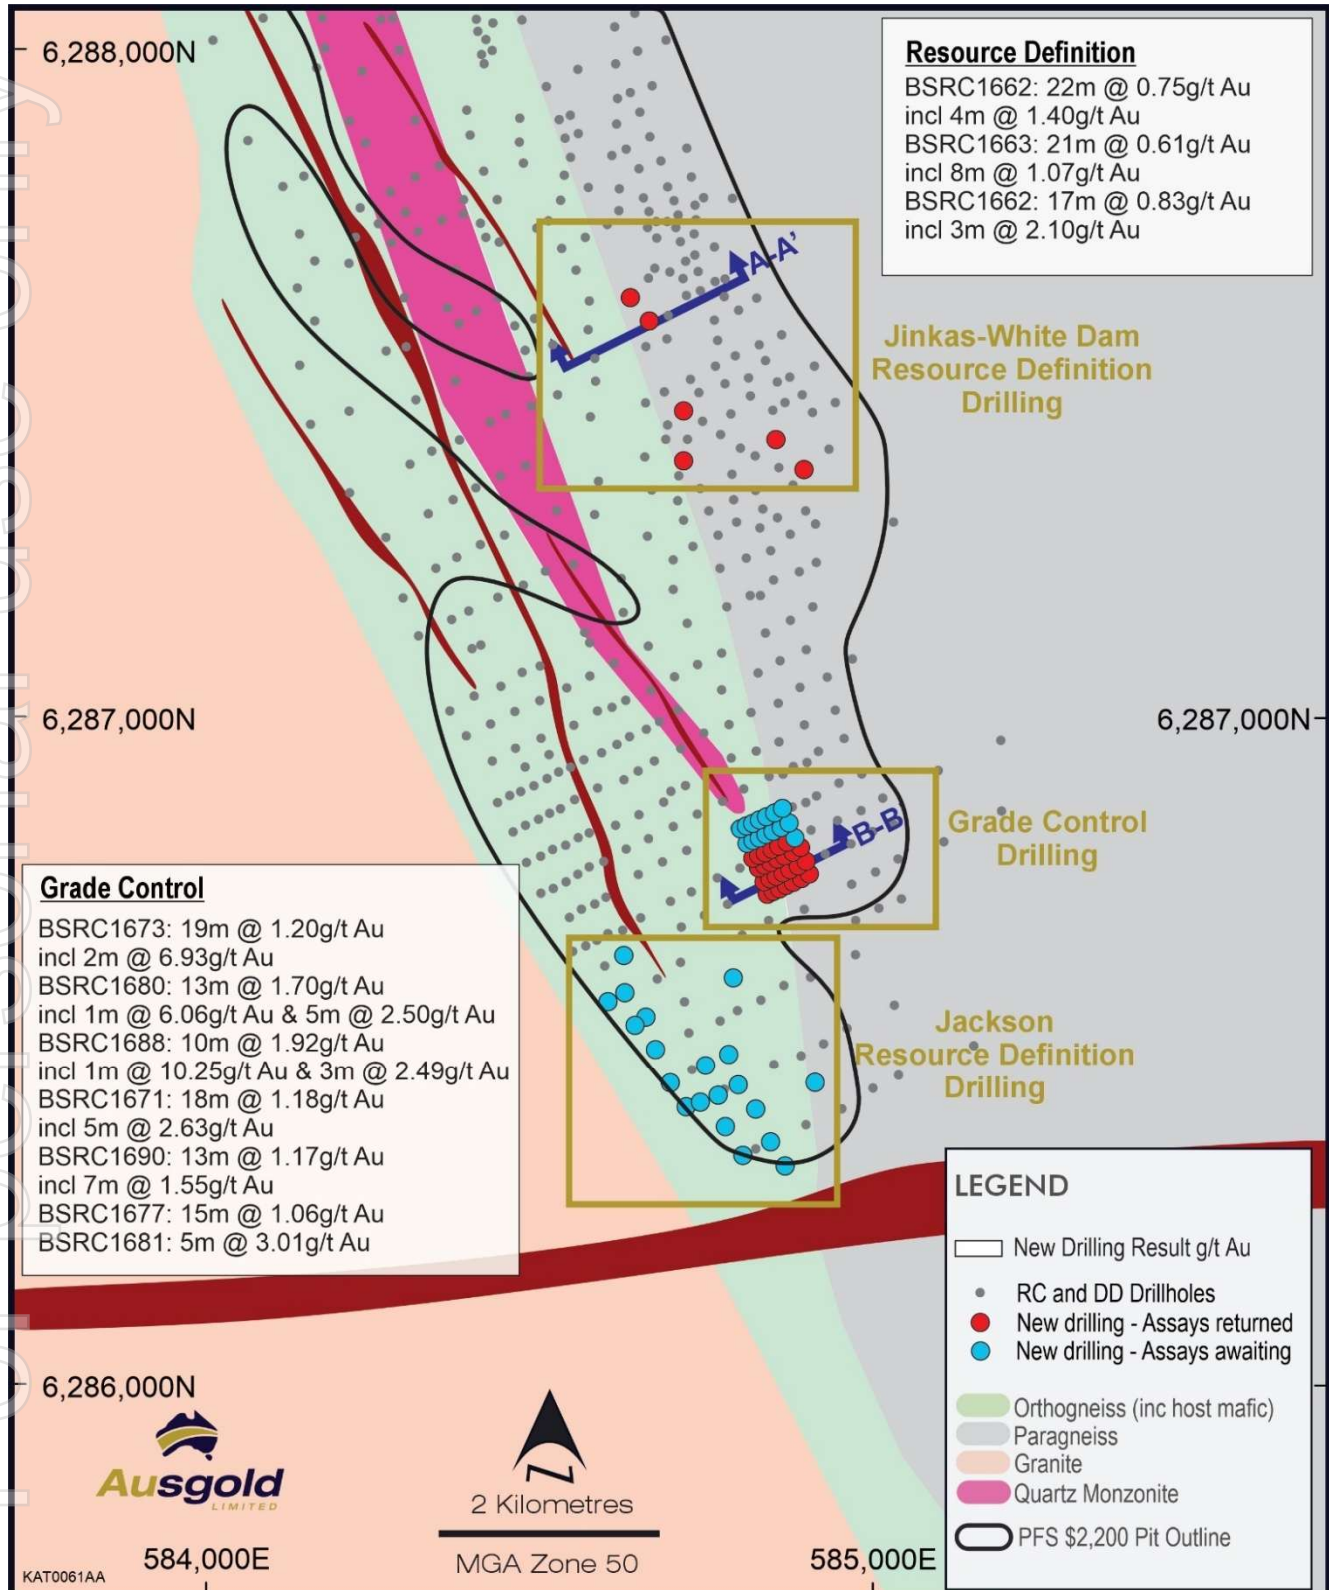 For personal use only
6,288,000N
Resource Definition
BSRC1662: 22m @ 0.75g/t Au
incl 4m @ 1.40g/t Au
BSRC1663: 21m @ 0.61g/t Au
incl 8m @ 1.07g/t Au
BSRC1662: 17m @ 0.83g/t Au
incl 3m @ 2.10g/t Au
A-A'
Jinkas-White Dam
Resource Definition
Drilling
6,287,000N
6,287,000N
B-B'
Grade Control
Drilling
Grade Control
BSRC1673: 19m @ 1.20g/t Au
incl 2m @ 6.93g/t Au
BSRC1680: 13m @ 1.70g/t Au
incl 1m @ 6.06g/t Au & 5m @ 2.50g/t Au
BSRC1688: 10m @ 1.92g/t Au
incl 1m @ 10.25g/t Au & 3m @ 2.49g/t Au
BSRC1671: 18m @ 1.18g/t Au
incl 5m @ 2.63g/t Au
BSRC1690: 13m @ 1.17g/t Au
incl 7m @ 1.55g/t Au
BSRC1677: 15m @ 1.06g/t Au
BSRC1681: 5m @ 3.01g/t Au
Jackson
Resource Definition
Drilling
LEGEND
New Drilling Result g/t Au
RC and DD Drillholes
New drilling - Assays returned
New drilling - Assays awaiting
Orthogneiss (inc host mafic)
Paragneiss
Granite
Quartz Monzonite
PFS $2,200 Pit Outline
6,286,000N
Ausgold
LIMITED
N
2 Kilometres
MGA Zone 50
584,000E
585,000E
KAT0061AA